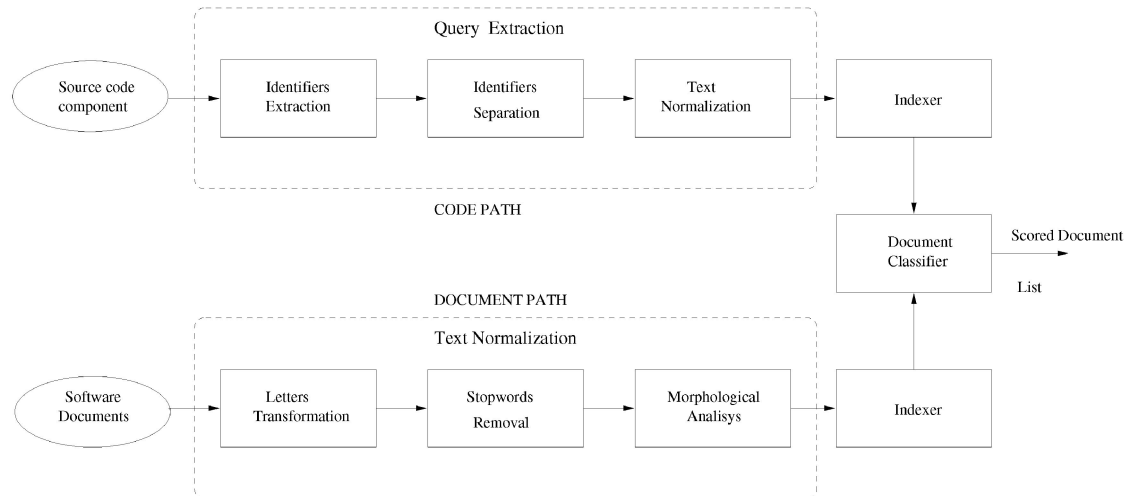 Query Extraction
Source code
component
Identifiers
Extraction
Identifiers
Separation
Text
Normalization
Indexer
CODE PATH
Document
Classifier
Scored Document
List
DOCUMENT PATH
Text Normalization
Software
Documents
Letters
Transformation
Stopwords
Removal
Morphological
Analisys
Indexer